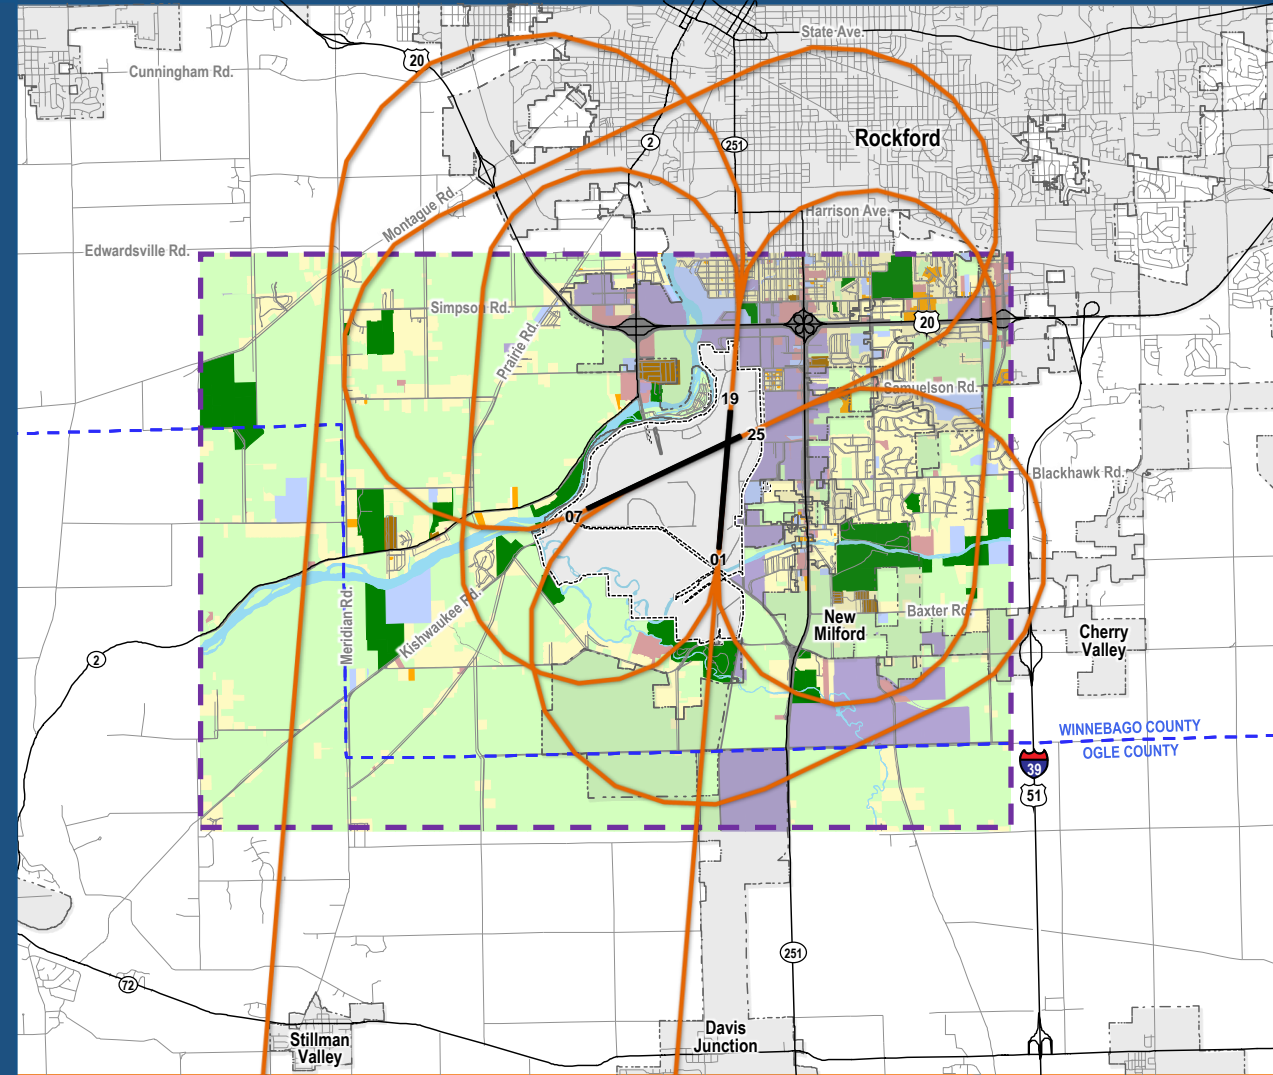 State Ave.
20
Cunningham Rd.
2
251
Rockford
Montague Rd.
Harrison Ave.
Edwardsville Rd.
Simpson Rd.
20
Prairie Rd.
Samuelson Rd.
19
25
Blackhawk Rd.
07
01
Meridian Rd.
Kishwaukee Rd.
Baxter Rd.
New
Milford
Cherry
Valley
2
WINNEBAGO COUNTY
OGLE COUNTY
39
51
251
72
Stillman
Valley
Davis
Junction